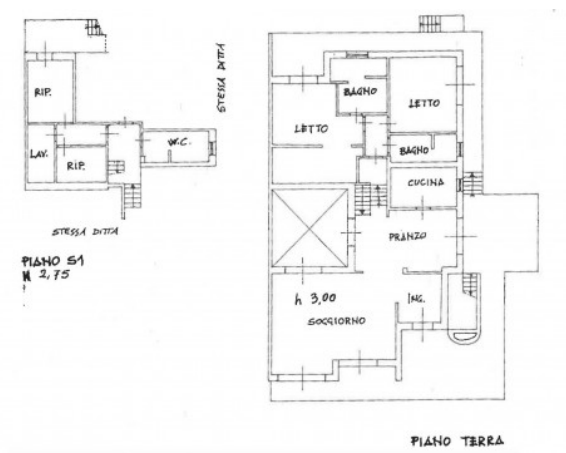 RIP.
LAV.
RIP.
W.C.
STESSA DITTA
STESSA DITTA
PIANO S1
H 2,75
BAGNO
LETTO
LETTO
BAGNO
CUCINA
PRANZO
h 3,00
ING.
SOGGIORNO
PIANO TERRA